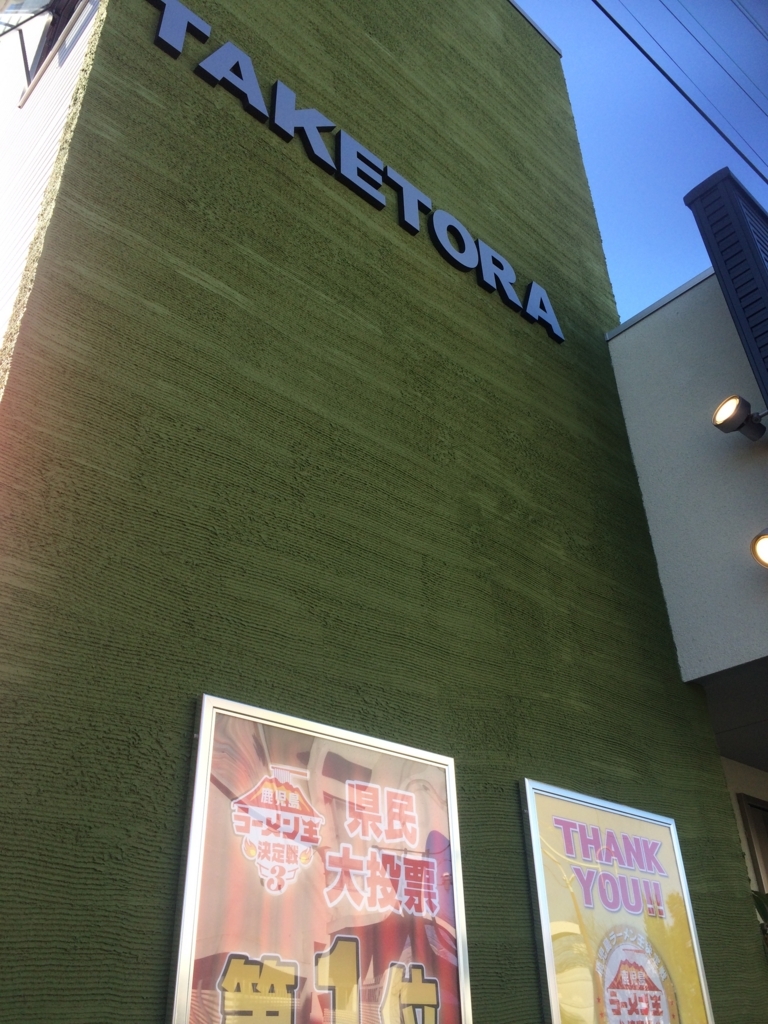 TAKETORA
鹿児島
ラーメン王
決定戦
3
県民
大投票
第1位
THANK
YOU!!
鹿児島
ラーメン王